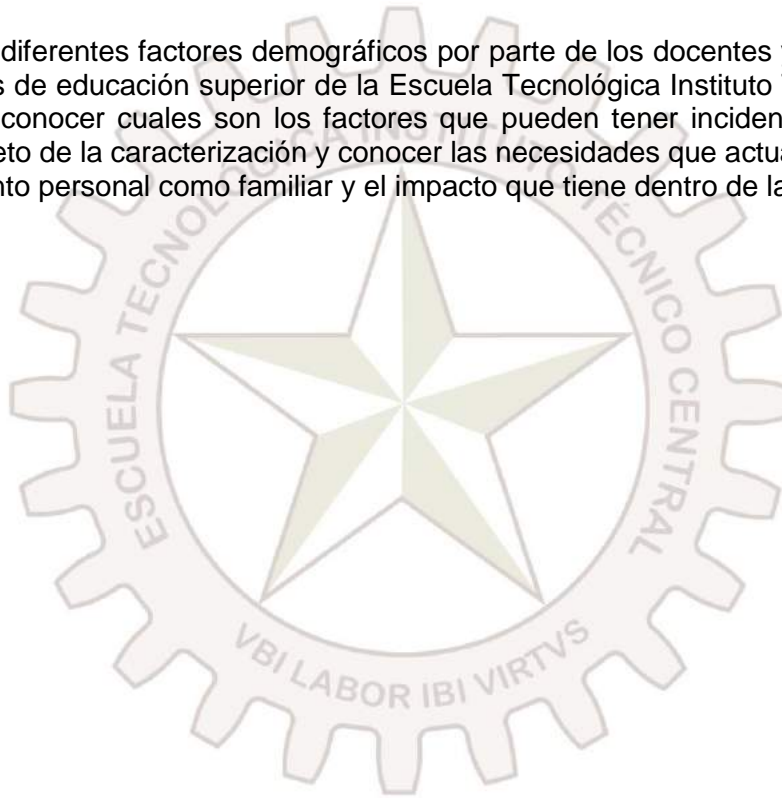 diferentes factores demográficos por parte de los docentes y
s de educación superior de la Escuela Tecnológica Instituto
conocer cuales son los factores que pueden tener inciden
eto de la caracterización y conocer las necesidades que actua
nto personal como familiar y el impacto que tiene dentro de la
ESCUELA TECNOLÓGICA INSTITUTO TÉCNICO CENTRAL
VBI LABOR IBI VIRTVS